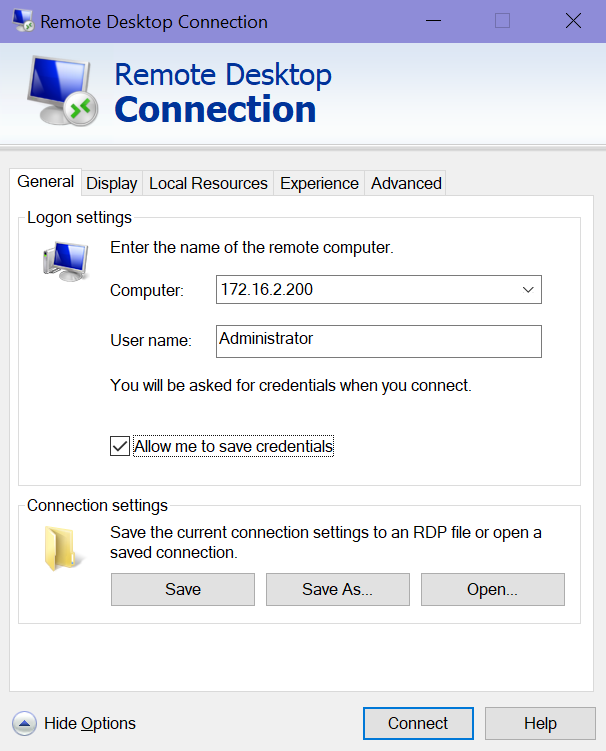 Remote Desktop Connection
Remote Desktop
Connection
General
Display
Local Resources
Experience
Advanced
Logon settings
Enter the name of the remote computer.
Computer:
172.16.2.200
User name:
Administrator
You will be asked for credentials when you connect.
Allow me to save credentials
Connection settings
Save the current connection settings to an RDP file or open a
saved connection.
Save
Save As...
Open...
Hide Options
Connect
Help